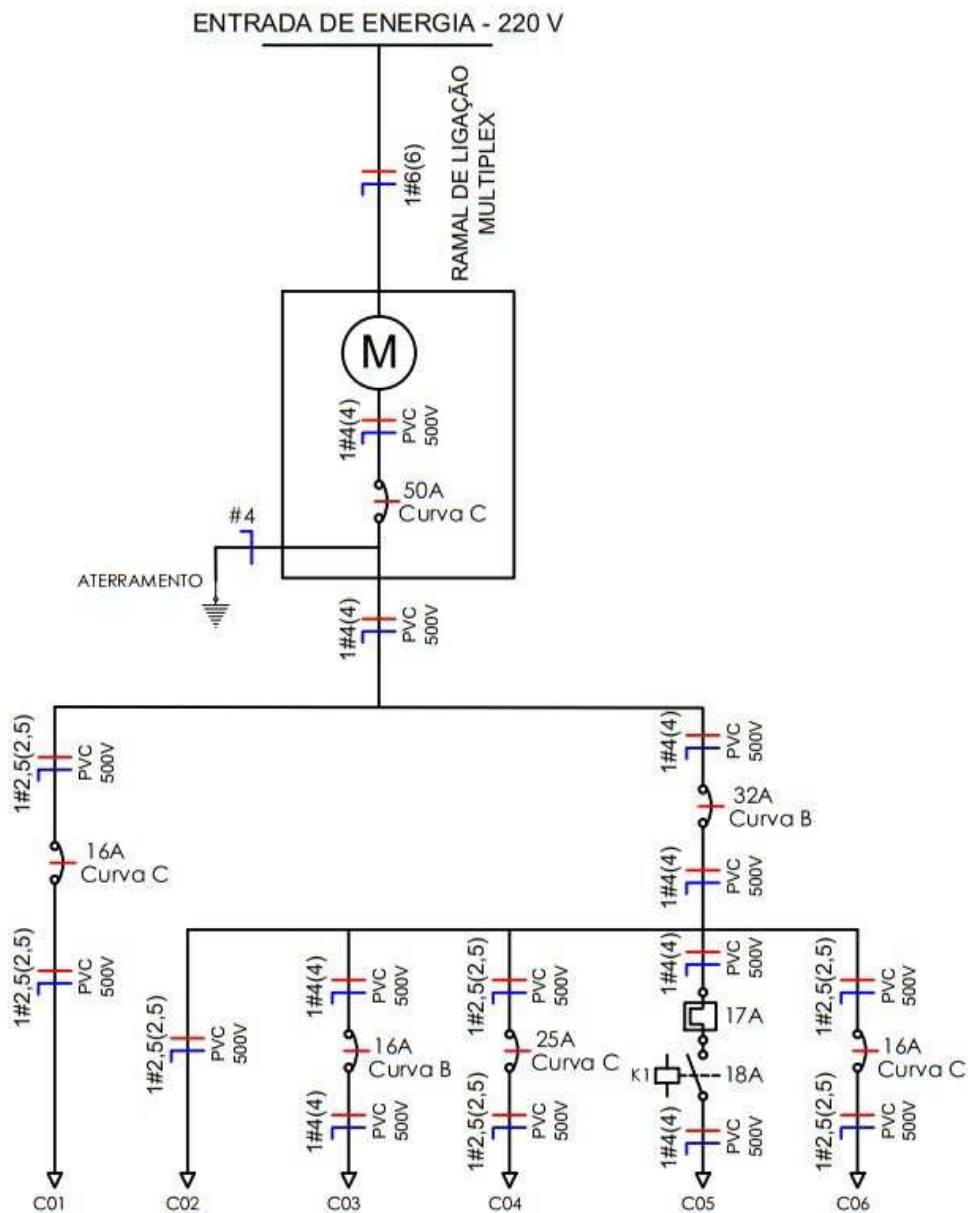 ENTRADA DE ENERGIA - 220 V
1#6(6)
RAMAL DE LIGAÇÃO
MULTIPLEX
M
1#4(4)
PVC
500V
50A
Curva C
#4
ATERRAMENTO
1#4(4)
PVC
500V
1#2,5(2,5)
PVC
500V
16A
Curva C
1#2,5(2,5)
PVC
500V
1#4(4)
PVC
500V
32A
Curva B
1#4(4)
PVC
500V
1#2,5(2,5)
PVC
500V
1#4(4)
PVC
500V
16A
Curva B
1#4(4)
PVC
500V
1#2,5(2,5)
PVC
500V
25A
Curva C
1#2,5(2,5)
PVC
500V
1#4(4)
PVC
500V
17A
K1
18A
1#4(4)
PVC
500V
1#2,5(2,5)
PVC
500V
16A
Curva C
1#2,5(2,5)
PVC
500V
C01
C02
C03
C04
C05
C06